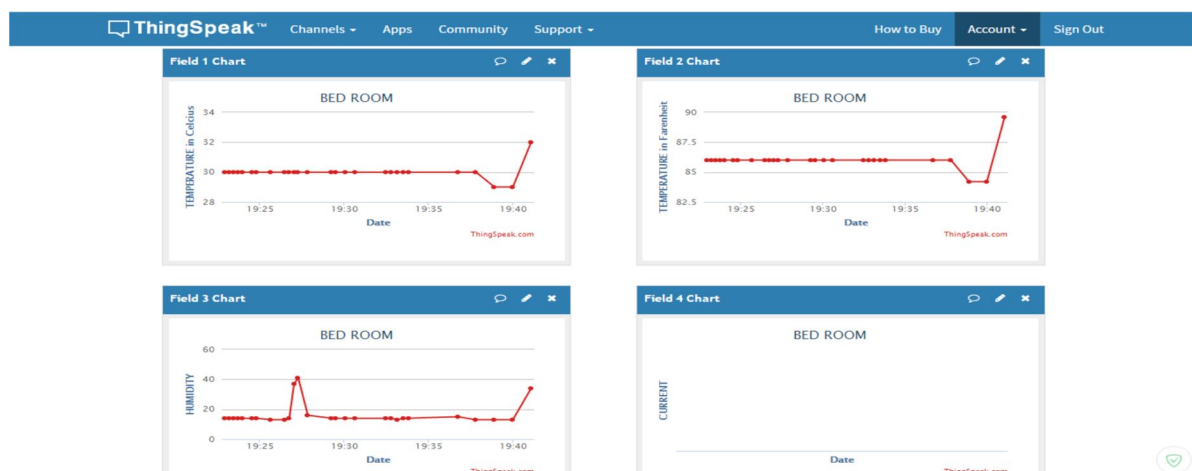 ThingSpeak™ Channels Apps Community Support How to Buy Account Sign Out
Field 1 Chart
BED ROOM
TEMPERATURE in Celcius
34
32
30
28
19:25 19:30 19:35 19:40
Date
ThingSpeak.com
Field 2 Chart
BED ROOM
TEMPERATURE in Farenheit
90
87.5
85
82.5
19:25 19:30 19:35 19:40
Date
ThingSpeak.com
Field 3 Chart
BED ROOM
HUMIDITY
60
40
20
0
19:25 19:30 19:35 19:40
Date
ThingSpeak.com
Field 4 Chart
BED ROOM
CURRENT
Date
ThingSpeak.com